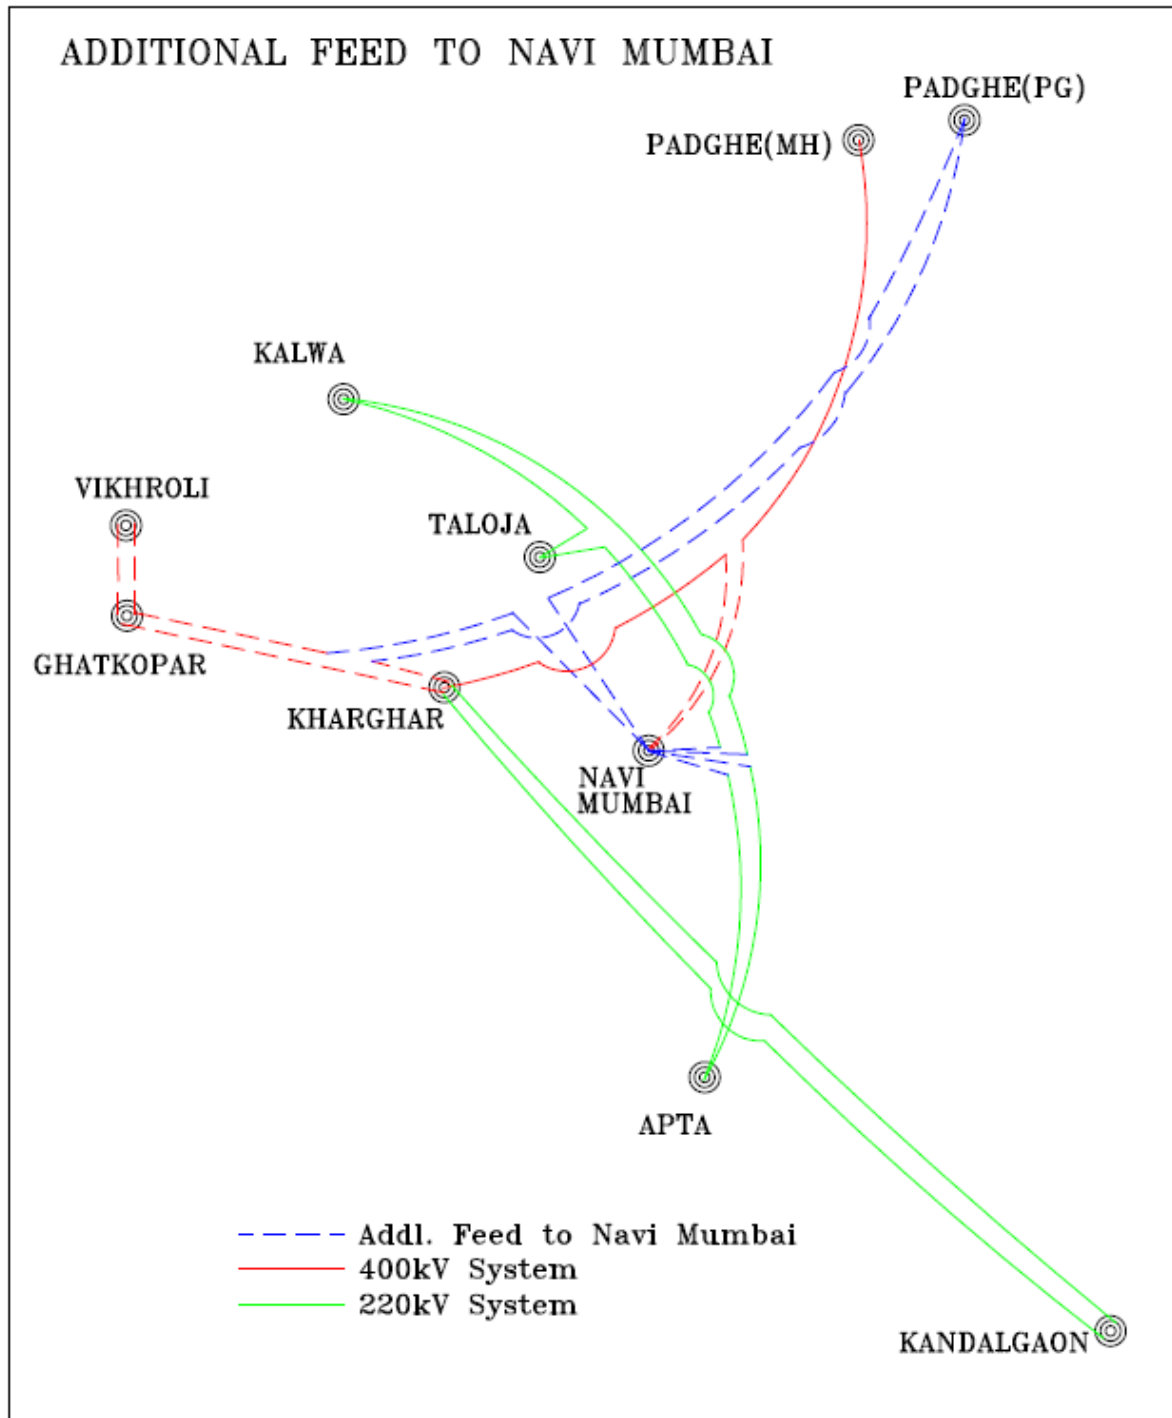 ADDITIONAL FEED TO NAVI MUMBAI
PADGHE(PG)
PADGHE(MH)
KALWA
VIKHROLI
TALOJA
GHATKOPAR
KHARGHAR
NAVI
MUMBAI
APTA
Addl. Feed to Navi Mumbai
400kV System
220kV System
KANDALGAON